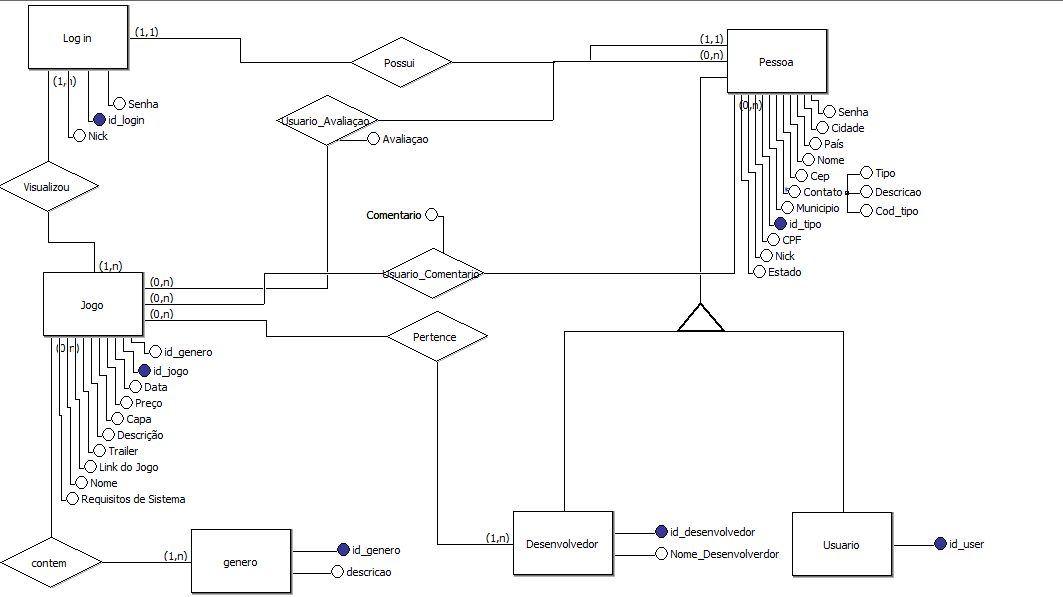 Log in
(1,1)
Possui
(1,1)
(0,n)
Pessoa
(1,n)
Senha
id_login
Nick
Usuario_Avaliaçao
Avaliaçao
(0,n)
Senha
Cidade
País
Nome
Cep
Contato
Tipo
Descricao
Cod_tipo
Municipio
id_tipo
CPF
Nick
Estado
Visualizou
Comentario
(1,n)
Jogo
(0,n)
(0,n)
(0,n)
Usuario_Comentario
Pertence
(0,n)
id_genero
id_jogo
Data
Preço
Capa
Descrição
Trailer
Link do Jogo
Nome
Requisitos de Sistema
contem
(1,n)
genero
id_genero
descricao
(1,n)
Desenvolvedor
id_desenvolvedor
Nome_Desenvolverdor
Usuario
id_user